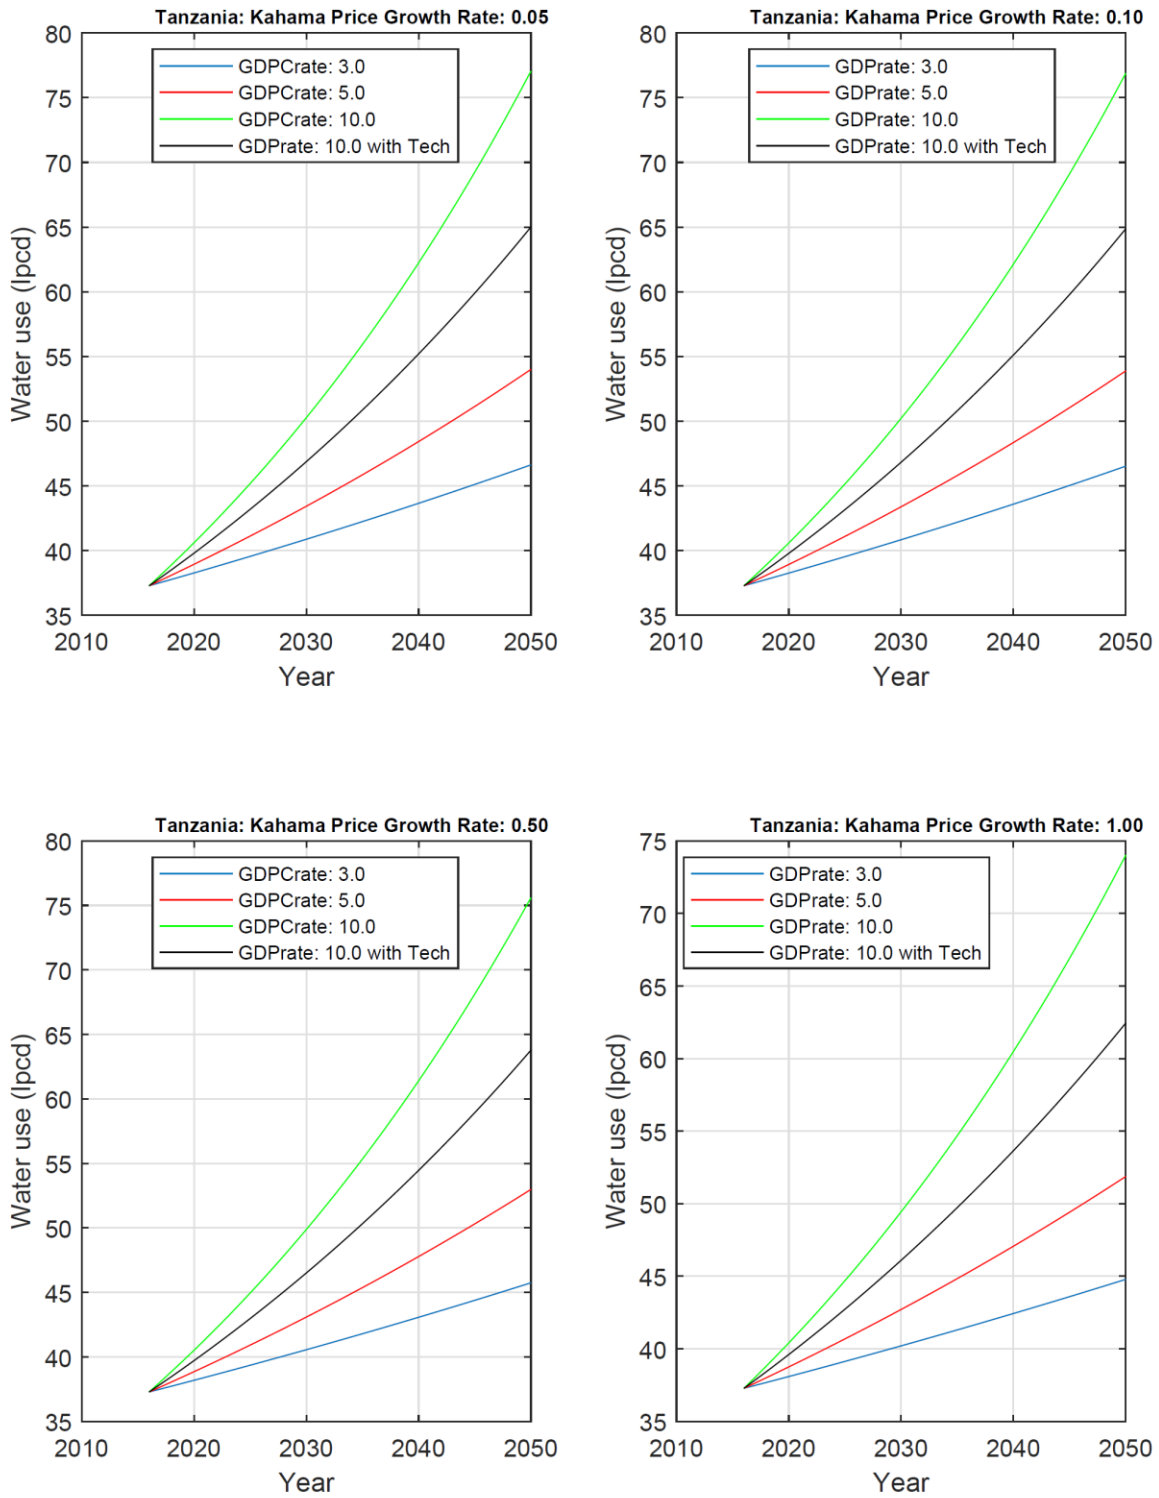 Tanzania: Kahama Price Growth Rate: 0.05
80
75
70
65
60
55
50
45
40
35
Water use (lpcd)
GDPCrate: 3.0
GDPCrate: 5.0
GDPCrate: 10.0
GDPrate: 10.0 with Tech
2010 2020 2030 2040 2050
Year
Tanzania: Kahama Price Growth Rate: 0.10
80
75
70
65
60
55
50
45
40
35
Water use (lpcd)
GDPrate: 3.0
GDPrate: 5.0
GDPrate: 10.0
GDPrate: 10.0 with Tech
2010 2020 2030 2040 2050
Year
Tanzania: Kahama Price Growth Rate: 0.50
80
75
70
65
60
55
50
45
40
35
Water use (lpcd)
GDPCrate: 3.0
GDPCrate: 5.0
GDPCrate: 10.0
GDPrate: 10.0 with Tech
2010 2020 2030 2040 2050
Year
Tanzania: Kahama Price Growth Rate: 1.00
75
70
65
60
55
50
45
40
35
Water use (lpcd)
GDPrate: 3.0
GDPrate: 5.0
GDPrate: 10.0
GDPrate: 10.0 with Tech
2010 2020 2030 2040 2050
Year